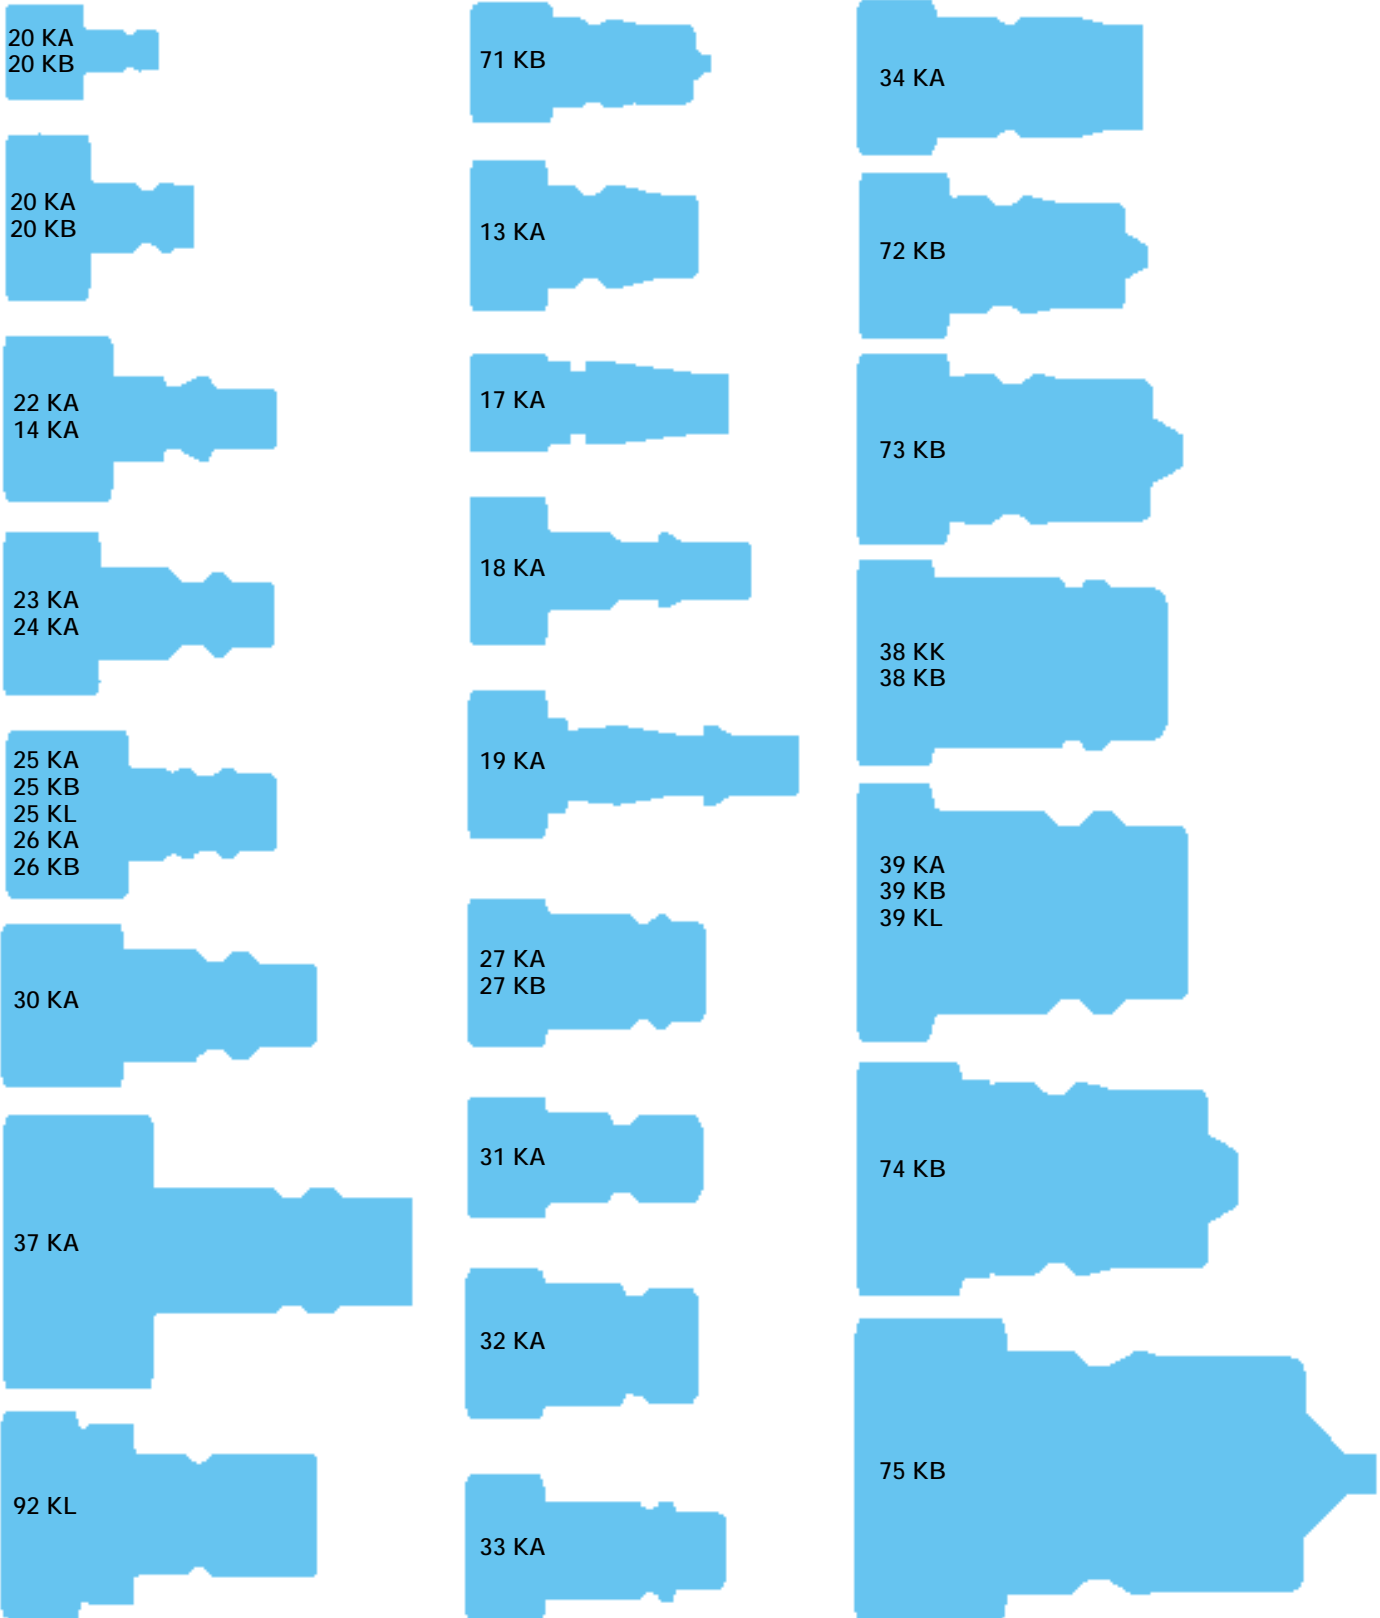 20 KA
20 KB
20 KA
20 KB
22 KA
14 KA
23 KA
24 KA
25 KA
25 KB
25 KL
26 KA
26 KB
30 KA
37 KA
92 KL
71 KB
13 KA
17 KA
18 KA
19 KA
27 KA
27 KB
31 KA
32 KA
33 KA
34 KA
72 KB
73 KB
38 KK
38 KB
39 KA
39 KB
39 KL
74 KB
75 KB